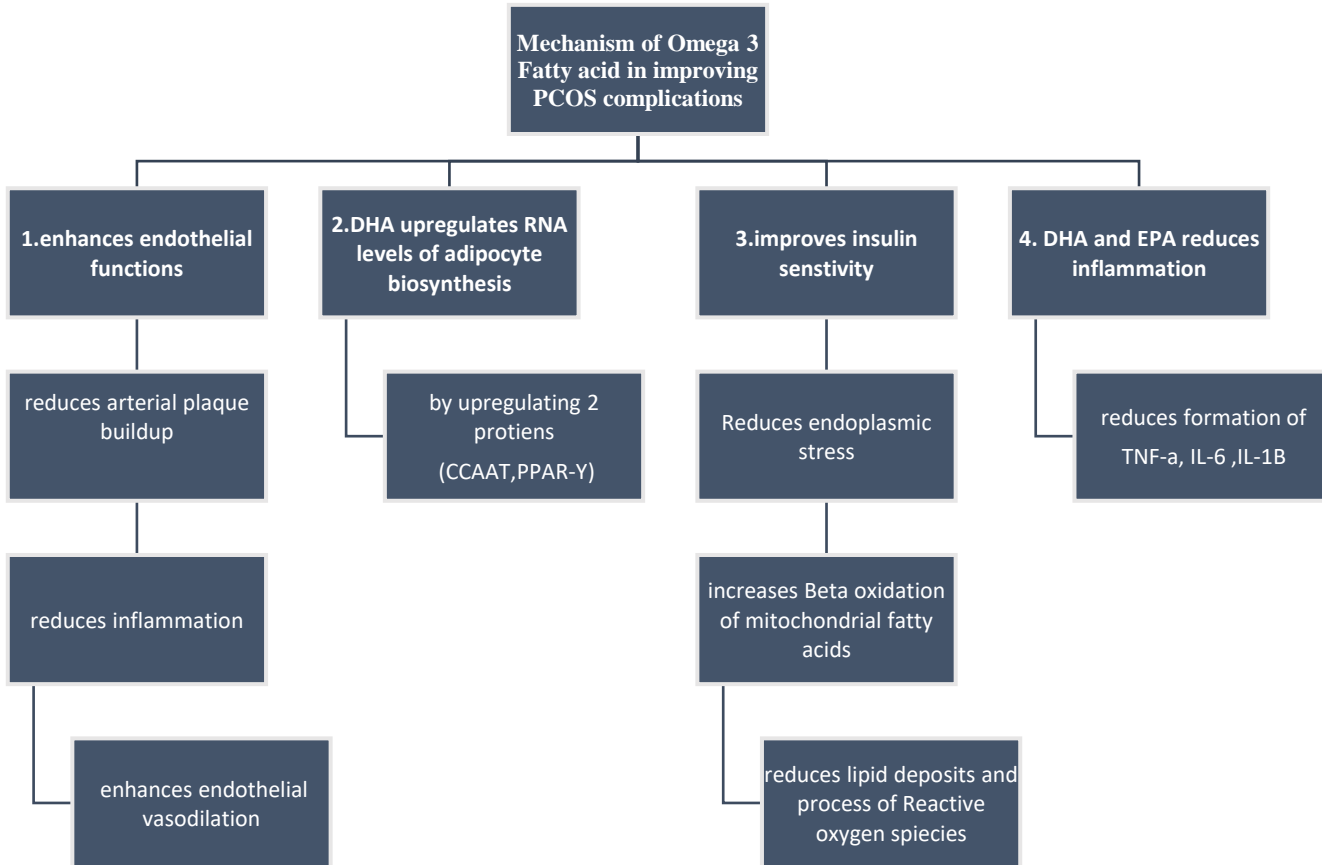 Mechanism of Omega 3
Fatty acid in improving
PCOS complications
1.enhances endothelial
functions
reduces arterial plaque
buildup
reduces inflammation
enhances endothelial
vasodilation
2.DHA upregulates RNA
levels of adipocyte
biosynthesis
by upregulating 2
protiens
(CCAAT,PPAR-Y)
3.improves insulin
senstivity
Reduces endoplasmic
stress
increases Beta oxidation
of mitochondrial fatty
acids
reduces lipid deposits and
process of Reactive
oxygen spiecies
4. DHA and EPA reduces
inflammation
reduces formation of
TNF-a, IL-6 ,IL-1B